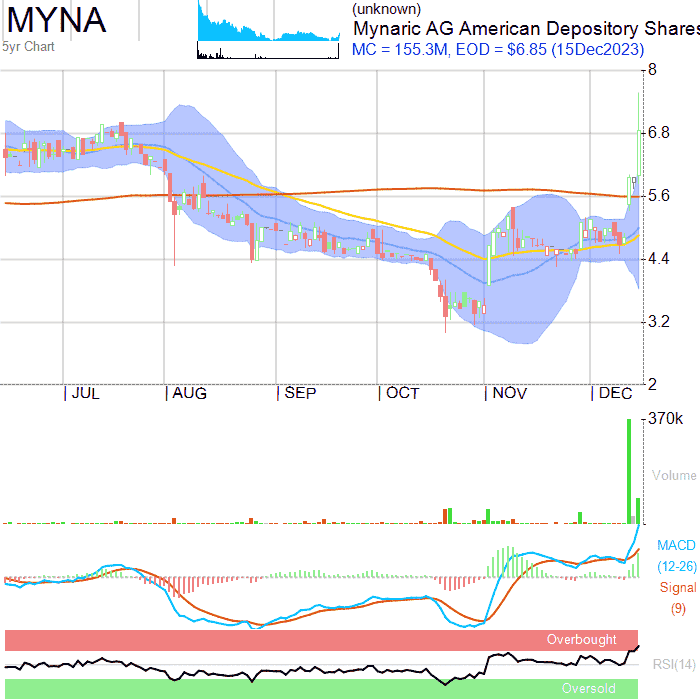 MYNA
5yr Chart
(unknown)
Mynaric AG American Depository Shares
MC = 155.3M, EOD = $6.85 (15Dec2023)
8
6.8
5.6
4.4
3.2
2
JUL AUG SEP OCT NOV DEC
370k
Volume
MACD
(12-26)
Signal
(9)
Overbought
RSI(14)
Oversold